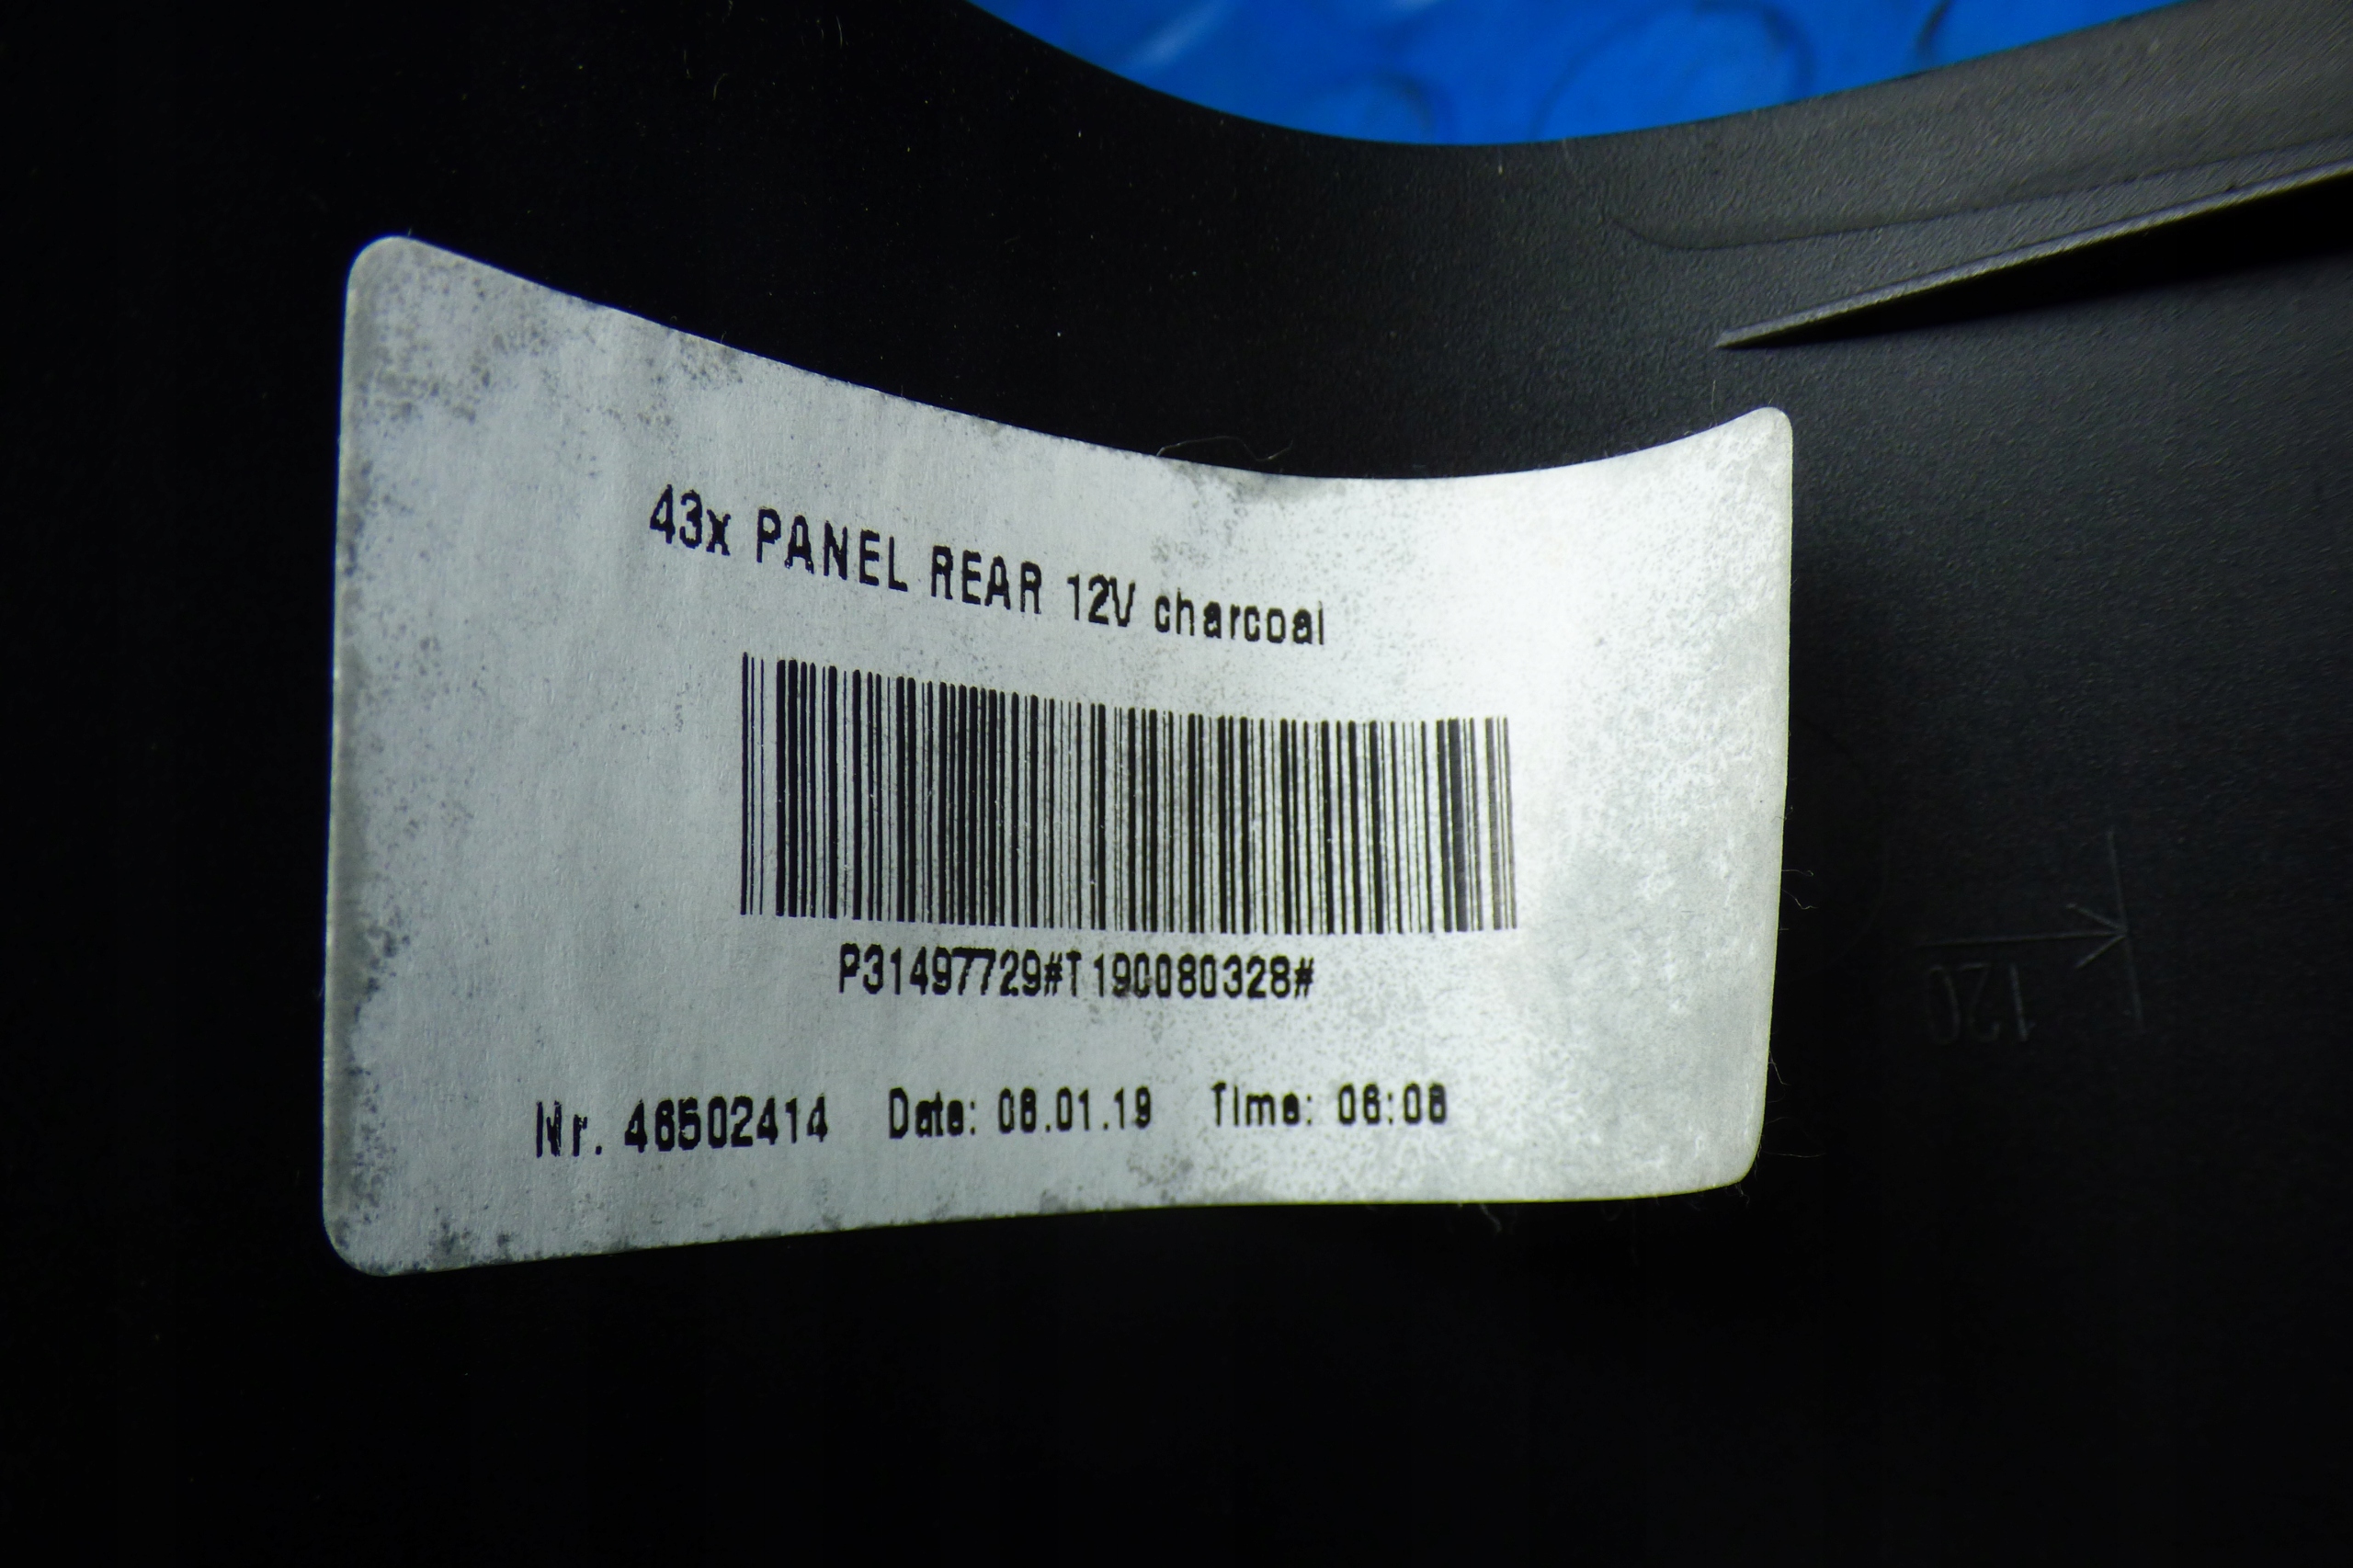 43x PANEL REAR 12V charcoal
P31497729#T190080328#
Nr. 46502414 Date: 08.01.19 Time: 06:08
120